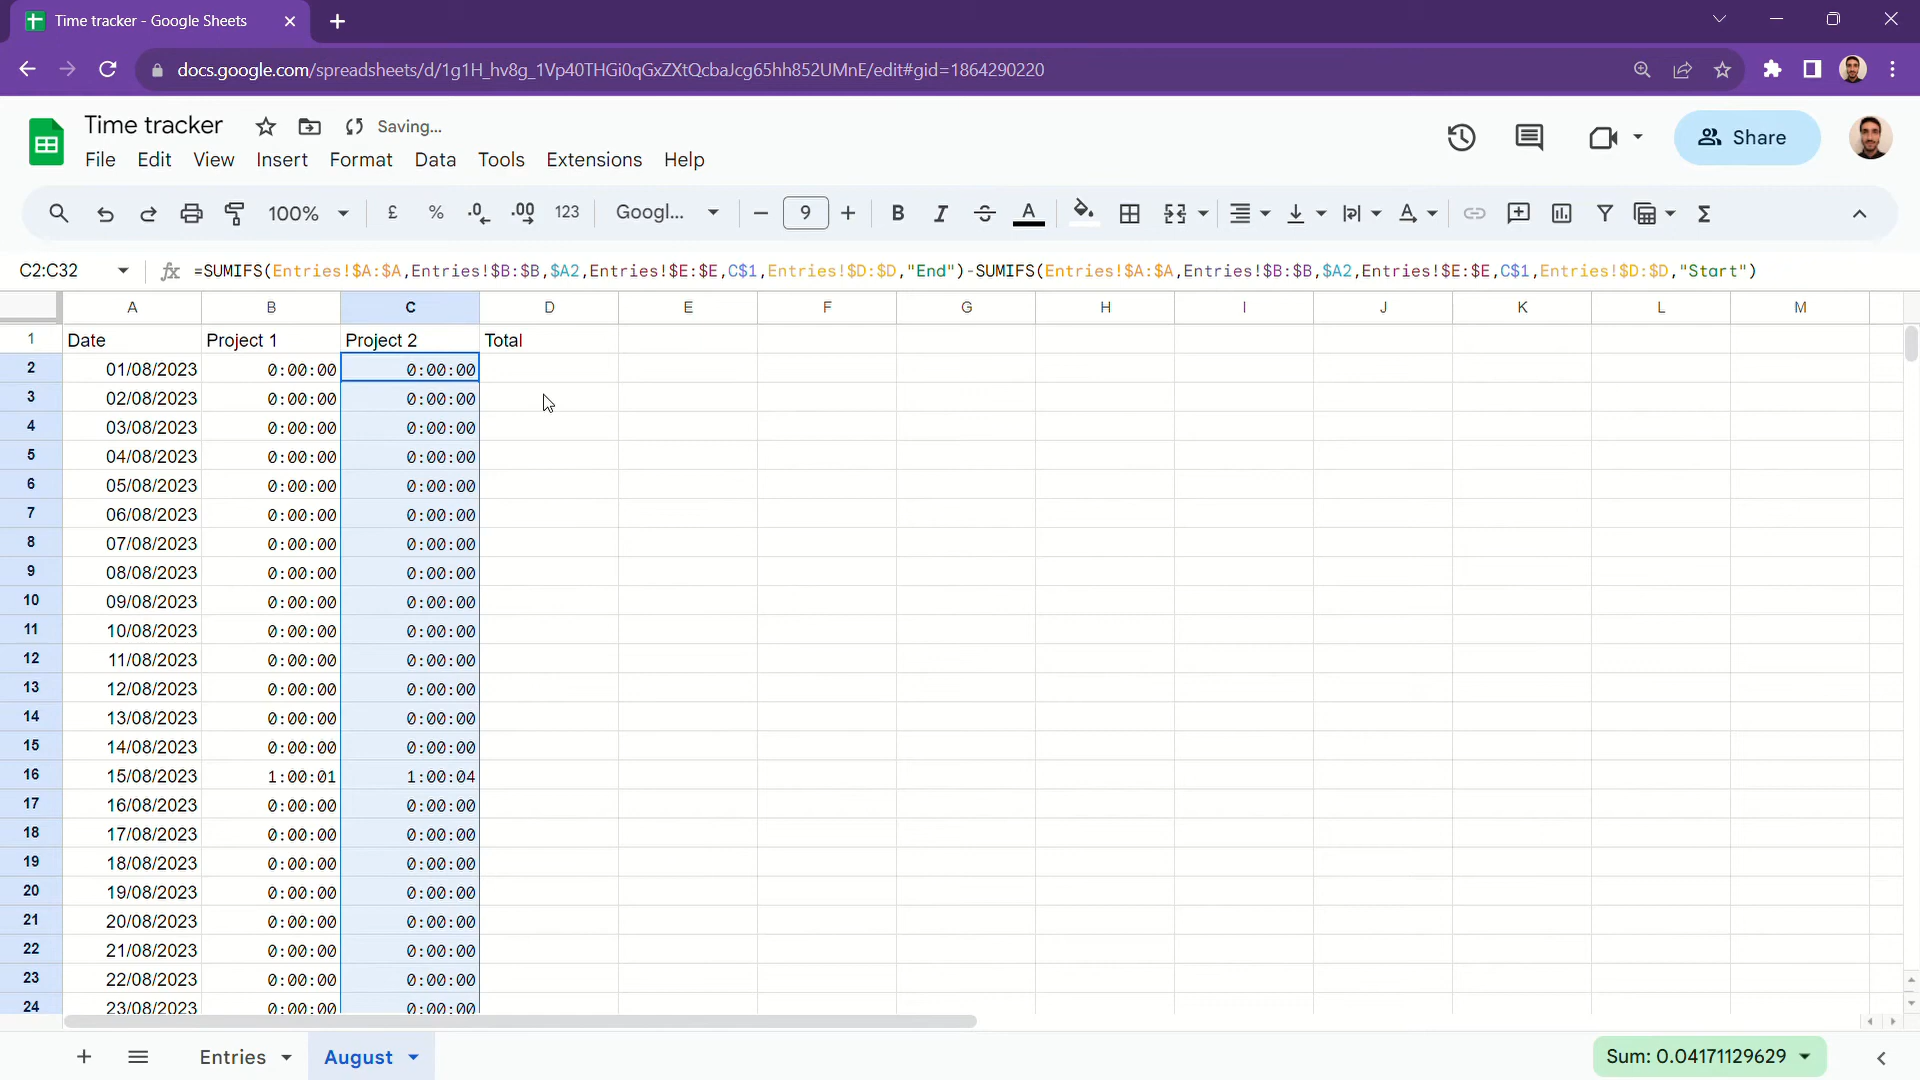 Time tracker - Google Sheets
docs.google.com/spreadsheets/d/1g1H_hv8g_1Vp40THGi0qGxZXtQcbaJcg65hh852UMnE/edit#gid=1864290220
Time tracker Saving...
File Edit View Insert Format Data Tools Extensions Help
Share
100% £ % .0 .00 123 Googl... 9 B I S A
C2:C32 fx =SUMIFS(Entries!$A:$A,Entries!$B:$B,$A2,Entries!$E:$E,C$1,Entries!$D:$D,"End")-SUMIFS(Entries!$A:$A,Entries!$B:$B,$A2,Entries!$E:$E,C$1,Entries!$D:$D,"Start")
A B C D E F G H I J K L M
1 Date Project 1 Project 2 Total
2 01/08/2023 0:00:00 0:00:00
3 02/08/2023 0:00:00 0:00:00
4 03/08/2023 0:00:00 0:00:00
5 04/08/2023 0:00:00 0:00:00
6 05/08/2023 0:00:00 0:00:00
7 06/08/2023 0:00:00 0:00:00
8 07/08/2023 0:00:00 0:00:00
9 08/08/2023 0:00:00 0:00:00
10 09/08/2023 0:00:00 0:00:00
11 10/08/2023 0:00:00 0:00:00
12 11/08/2023 0:00:00 0:00:00
13 12/08/2023 0:00:00 0:00:00
14 13/08/2023 0:00:00 0:00:00
15 14/08/2023 0:00:00 0:00:00
16 15/08/2023 1:00:01 1:00:04
17 16/08/2023 0:00:00 0:00:00
18 17/08/2023 0:00:00 0:00:00
19 18/08/2023 0:00:00 0:00:00
20 19/08/2023 0:00:00 0:00:00
21 20/08/2023 0:00:00 0:00:00
22 21/08/2023 0:00:00 0:00:00
23 22/08/2023 0:00:00 0:00:00
24 23/08/2023 0:00:00 0:00:00
Entries August Sum: 0.04171129629